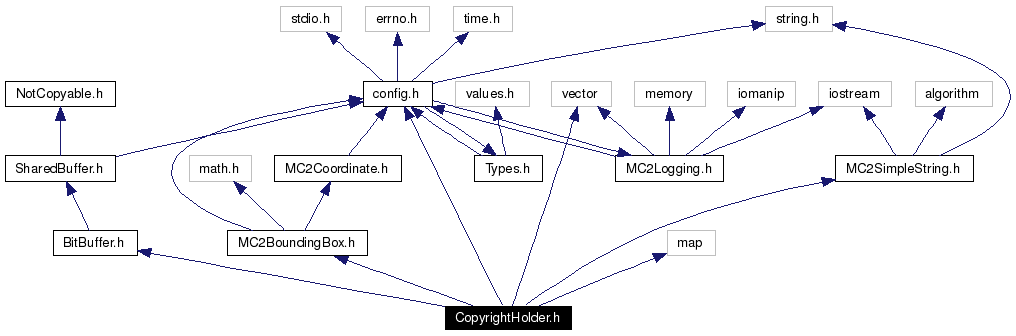 stdio.h
errno.h
time.h
string.h
NotCopyable.h
config.h
values.h
vector
memory
iomanip
iostream
algorithm
SharedBuffer.h
math.h
MC2Coordinate.h
Types.h
MC2Logging.h
MC2SimpleString.h
BitBuffer.h
MC2BoundingBox.h
map
CopyrightHolder.h